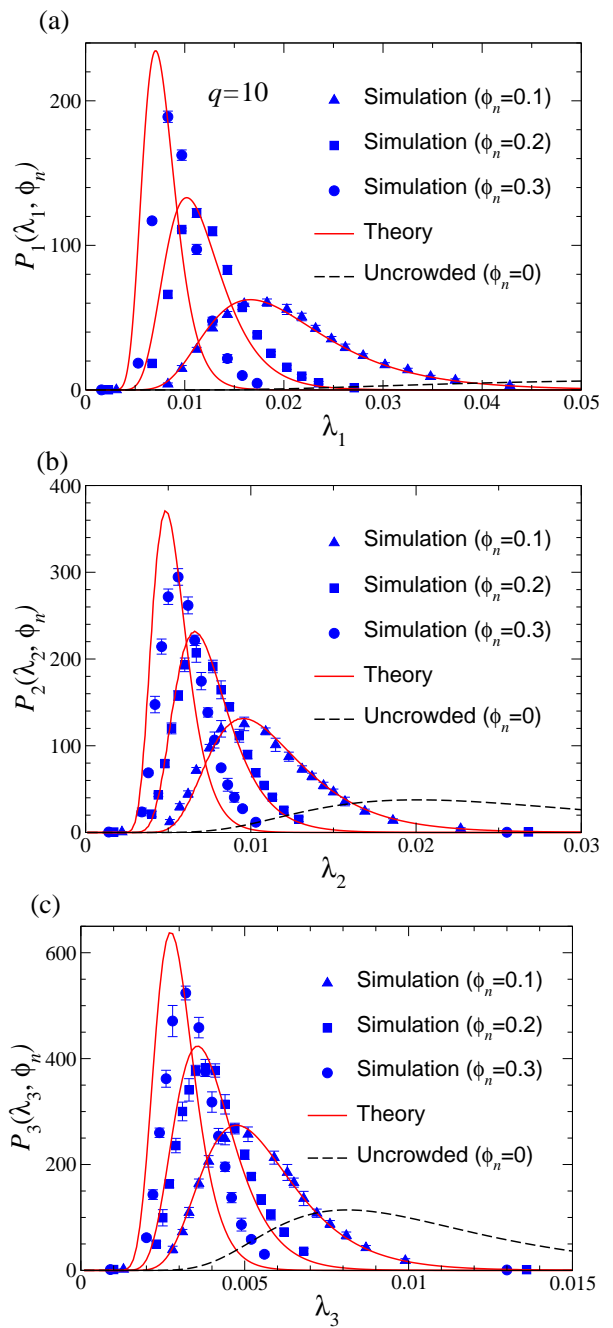 (a)
200
100
0
P₁(λ₁, ϕₙ)
q=10
Simulation (ϕₙ=0.1)
Simulation (ϕₙ=0.2)
Simulation (ϕₙ=0.3)
Theory
Uncrowded (ϕₙ=0)
0 0.01 0.02 0.03 0.04 0.05
λ₁
(b)
400
300
200
100
0
P₂(λ₂, ϕₙ)
Simulation (ϕₙ=0.1)
Simulation (ϕₙ=0.2)
Simulation (ϕₙ=0.3)
Theory
Uncrowded (ϕₙ=0)
0 0.01 0.02 0.03
λ₂
(c)
600
400
200
0
P₃(λ₃, ϕₙ)
Simulation (ϕₙ=0.1)
Simulation (ϕₙ=0.2)
Simulation (ϕₙ=0.3)
Theory
Uncrowded (ϕₙ=0)
0 0.005 0.01 0.015
λ₃